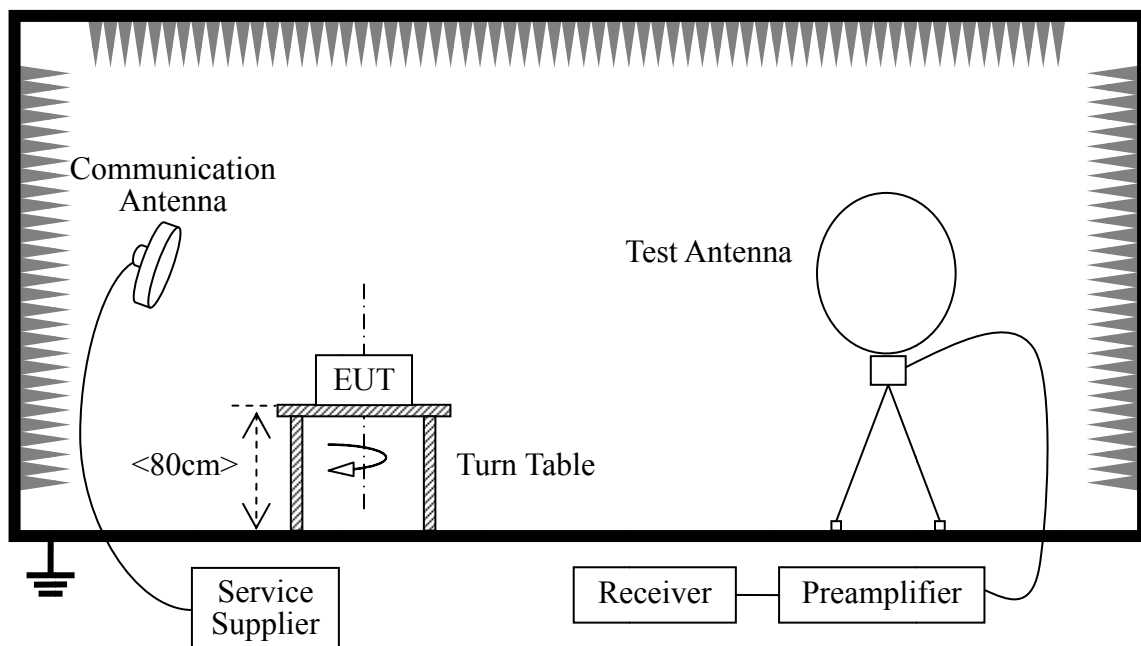 Communication
Antenna
Test Antenna
EUT
<80cm>
Turn Table
Service
Supplier
Receiver
Preamplifier